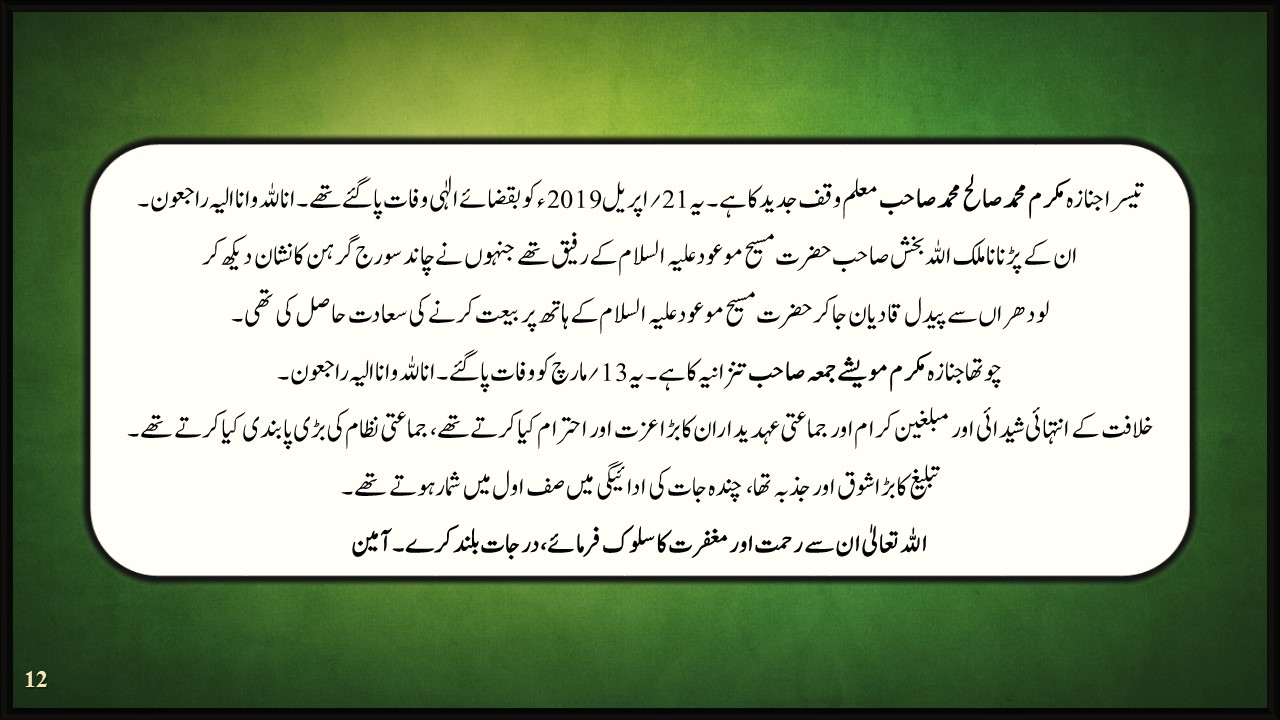 تیسرا جنازہ مکرم محمد صالح محمد صاحب معلم وقف جدید کا ہے۔ یہ 21؍ اپریل 2019ء کو بقضائے الٰہی وفات پا گئے تھے۔ انا للہ وانا الیہ راجعون۔
ان کے پڑنانا ملک اللہ بخش صاحب حضرت مسیح موعود علیہ السلام کے رفیق تھے جنہوں نے چاند سورج گرہن کا نشان دیکھ کر
لودھراں سے پیدل قادیان جا کر حضرت مسیح موعود علیہ السلام کے ہاتھ پر بیعت کرنے کی سعادت حاصل کی تھی۔
چوتھا جنازہ مکرم مویشے جمعہ صاحب تنزانیہ کا ہے۔ یہ 13؍ مارچ کو وفات پا گئے۔ انا للہ وانا الیہ راجعون۔
خلافت کے انتہائی شیدائی اور مبلغین کرام اور جماعتی عہدیداران کا بڑا عزت اور احترام کیا کرتے تھے، جماعتی نظام کی بڑی پابندی کیا کرتے تھے۔
تبلیغ کا بڑا شوق اور جذبہ تھا، چندہ جات کی ادائیگی میں صف اول میں شمار ہوتے تھے۔
اللہ تعالیٰ ان سے رحمت اور مغفرت کا سلوک فرمائے، درجات بلند کرے۔ آمین
12